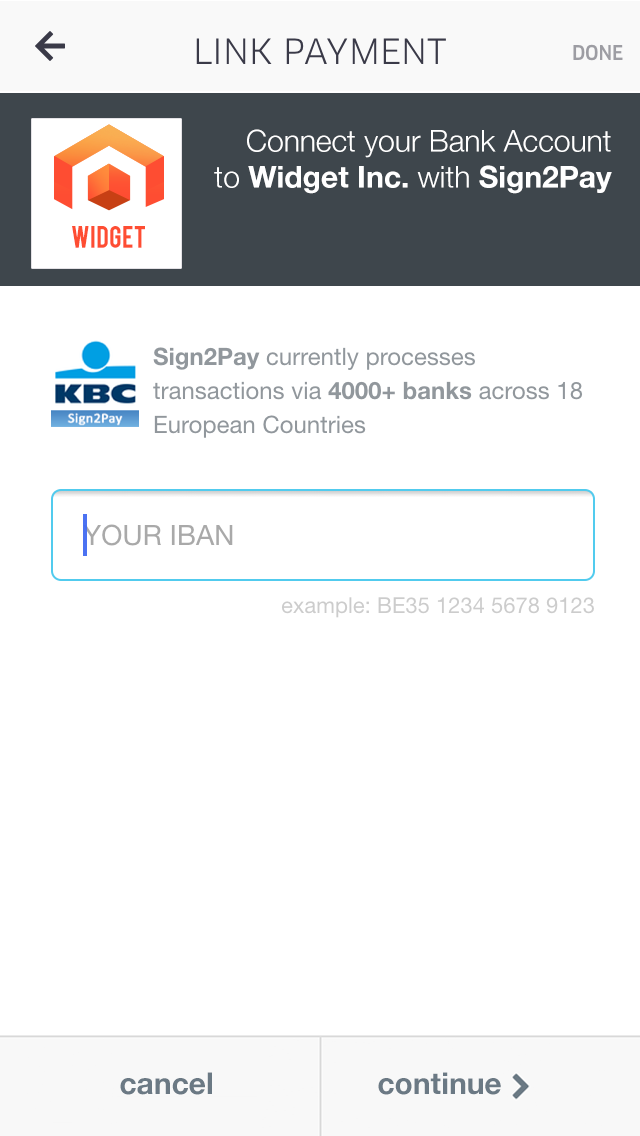 LINK PAYMENT
DONE
WIDGET
Connect your Bank Account
to Widget Inc. with Sign2Pay
KBC
Sign2Pay
Sign2Pay currently processes
transactions via 4000+ banks across 18
European Countries
YOUR IBAN
example: BE35 1234 5678 9123
cancel
continue